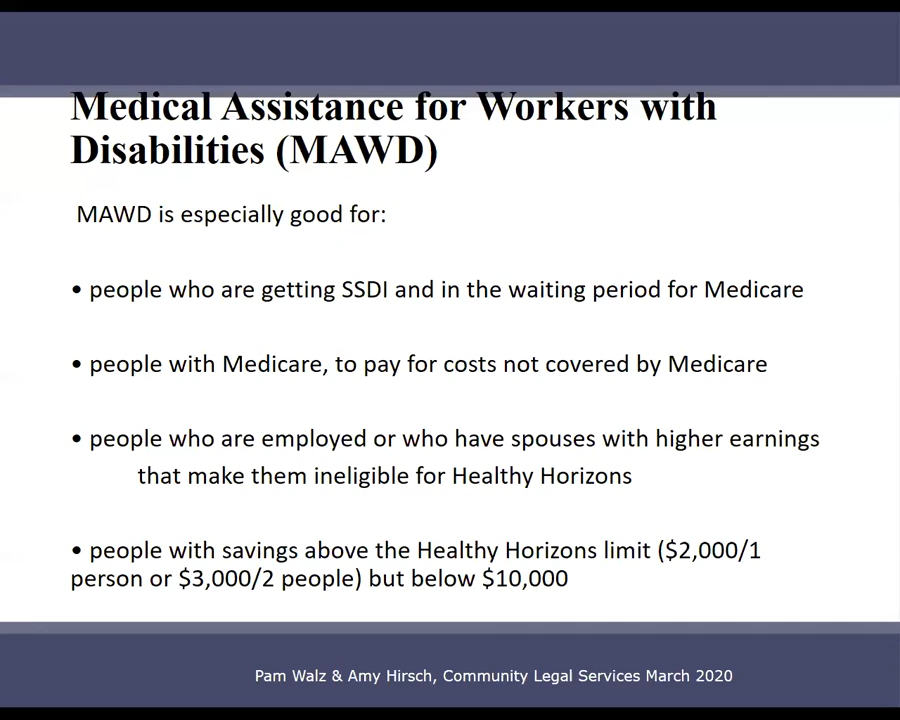 Medical Assistance for Workers with
Disabilities (MAWD)
MAWD is especially good for:
• people who are getting SSDI and in the waiting period for Medicare
• people with Medicare, to pay for costs not covered by Medicare
• people who are employed or who have spouses with higher earnings
that make them ineligible for Healthy Horizons
• people with savings above the Healthy Horizons limit ($2,000/1
person or $3,000/2 people) but below $10,000
Pam Walz & Amy Hirsch, Community Legal Services March 2020